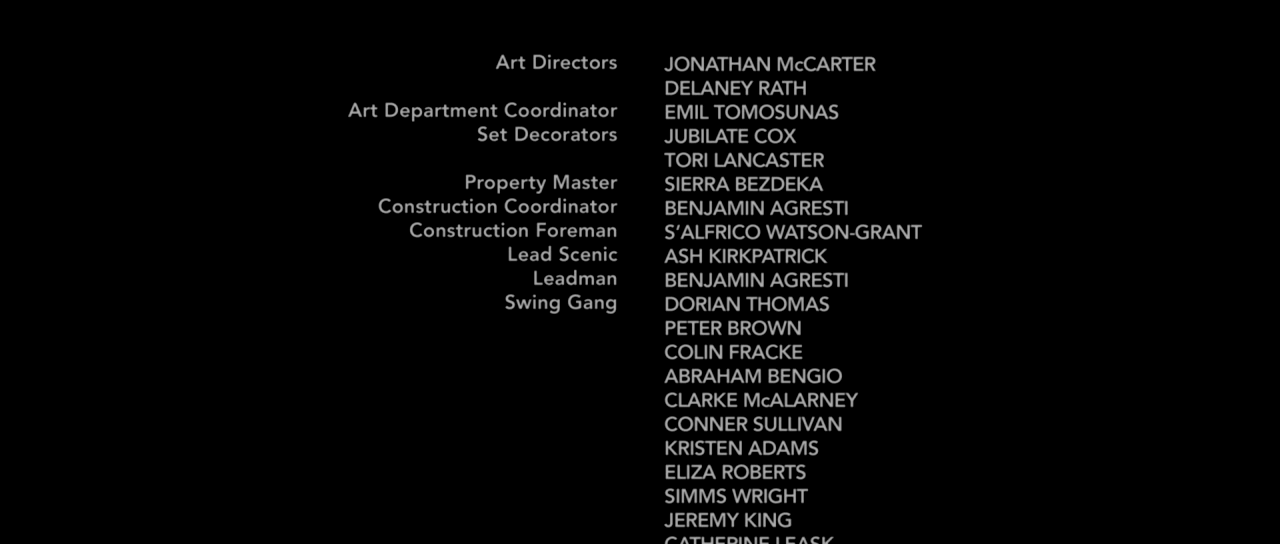 Art Directors JONATHAN McCARTER
DELANEY RATH
Art Department Coordinator EMIL TOMOSUNAS
Set Decorators JUBILATE COX
TORI LANCASTER
Property Master SIERRA BEZDEKA
Construction Coordinator BENJAMIN AGRESTI
Construction Foreman S'ALFRICO WATSON-GRANT
Lead Scenic ASH KIRKPATRICK
Leadman BENJAMIN AGRESTI
Swing Gang DORIAN THOMAS
PETER BROWN
COLIN FRACKE
ABRAHAM BENGIO
CLARKE McALARNEY
CONNER SULLIVAN
KRISTEN ADAMS
ELIZA ROBERTS
SIMMS WRIGHT
JEREMY KING
CATHERINE LEASK